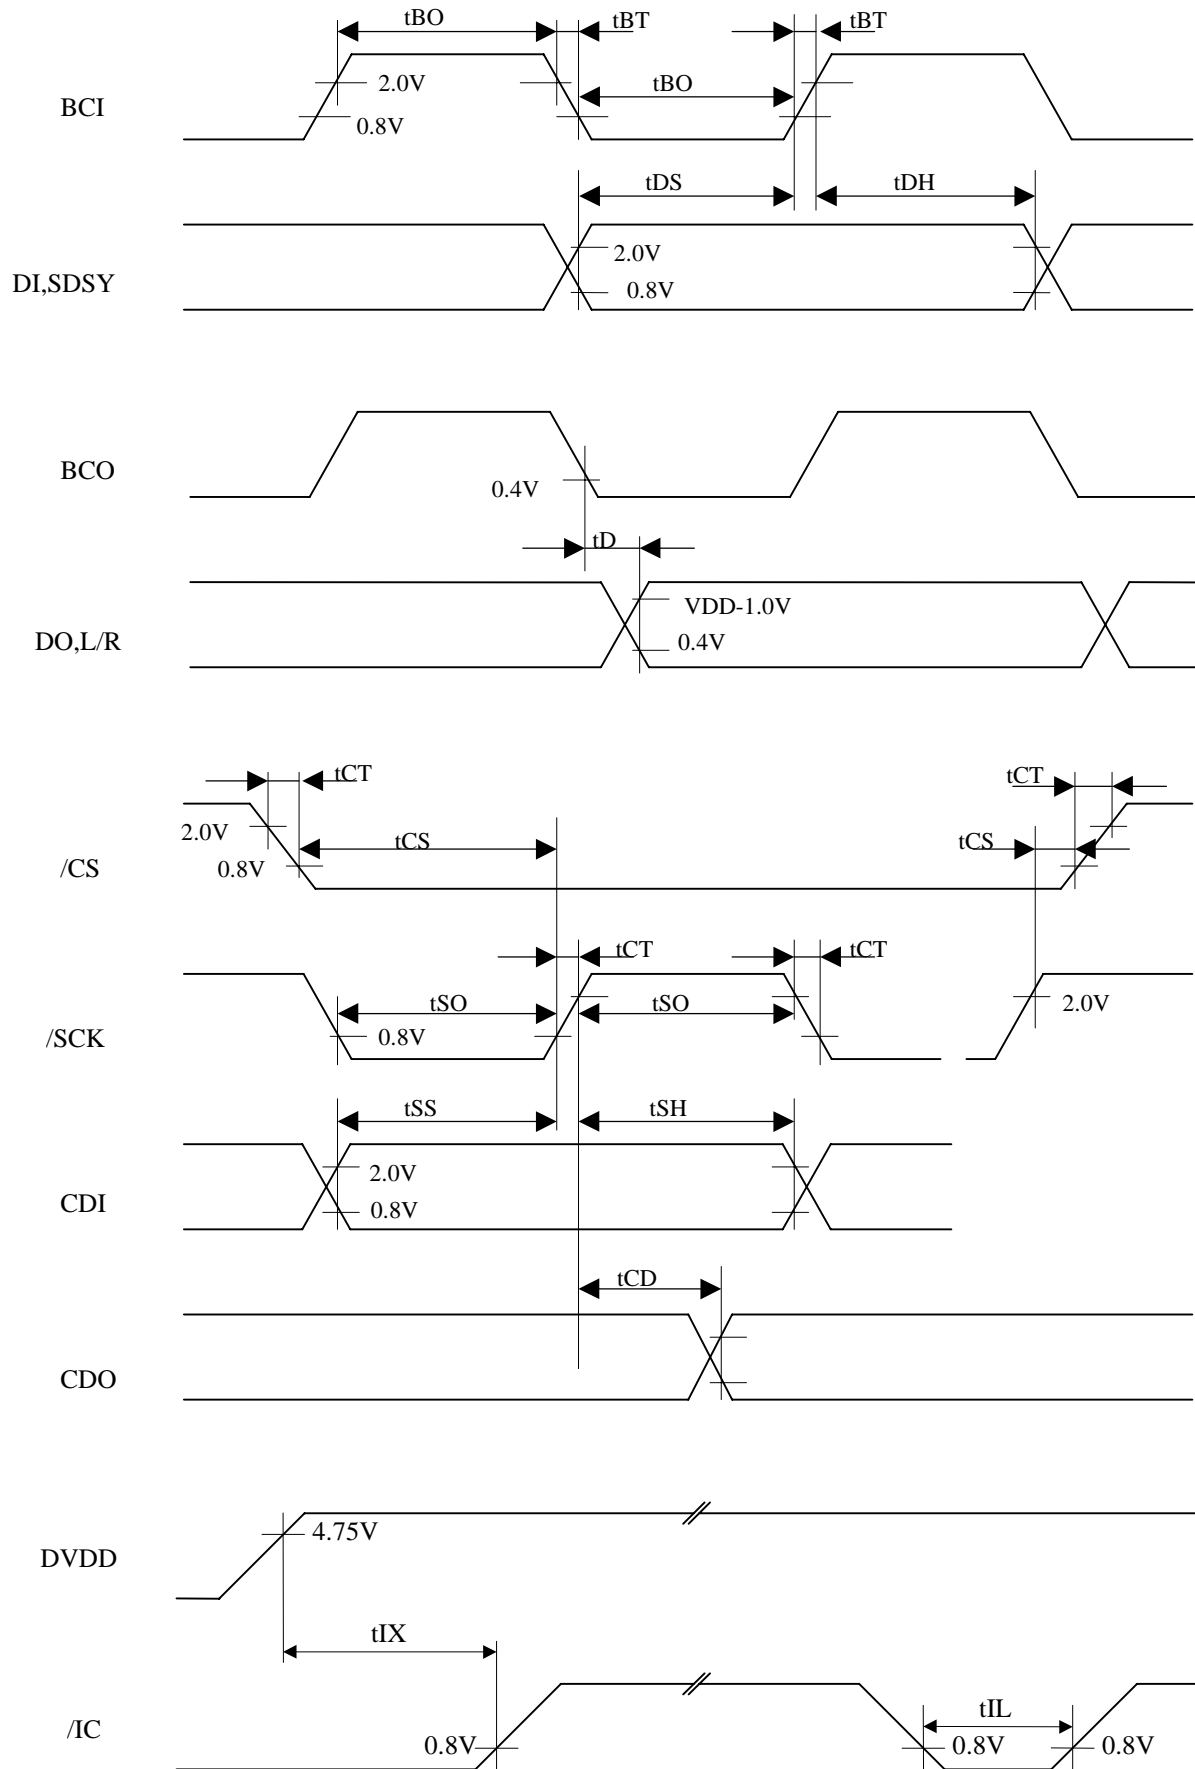 tBO tBT tBT
BCI 2.0V tBO
0.8V
tDS tDH
DI,SDSY 2.0V
0.8V
BCO 0.4V
tD
DO,L/R VDD-1.0V
0.4V
tCT tCT
2.0V tCS tCS
/CS 0.8V
tCT tCT
tSO tSO 2.0V
/SCK 0.8V
tSS tSH
2.0V
CDI 0.8V
tCD
CDO
4.75V
DVDD
tIX
/IC 0.8V tIL 0.8V 0.8V